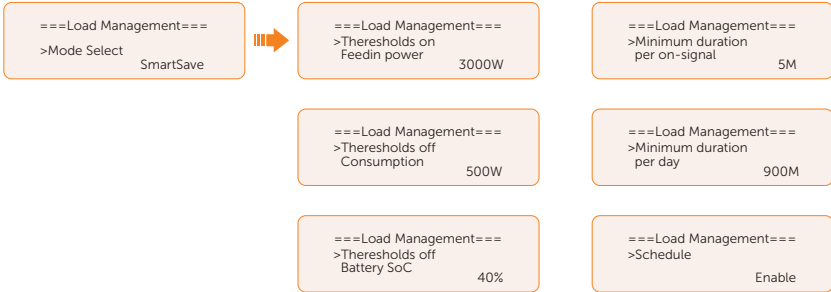 ===Load Management===
>Mode Select
SmartSave
===Load Management===
>Theresholds on
Feedin power
3000W
===Load Management===
>Minimum duration
per on-signal
5M
===Load Management===
>Theresholds off
Consumption
500W
===Load Management===
>Minimum duration
per day
900M
===Load Management===
>Theresholds off
Battery SoC
40%
===Load Management===
>Schedule
Enable